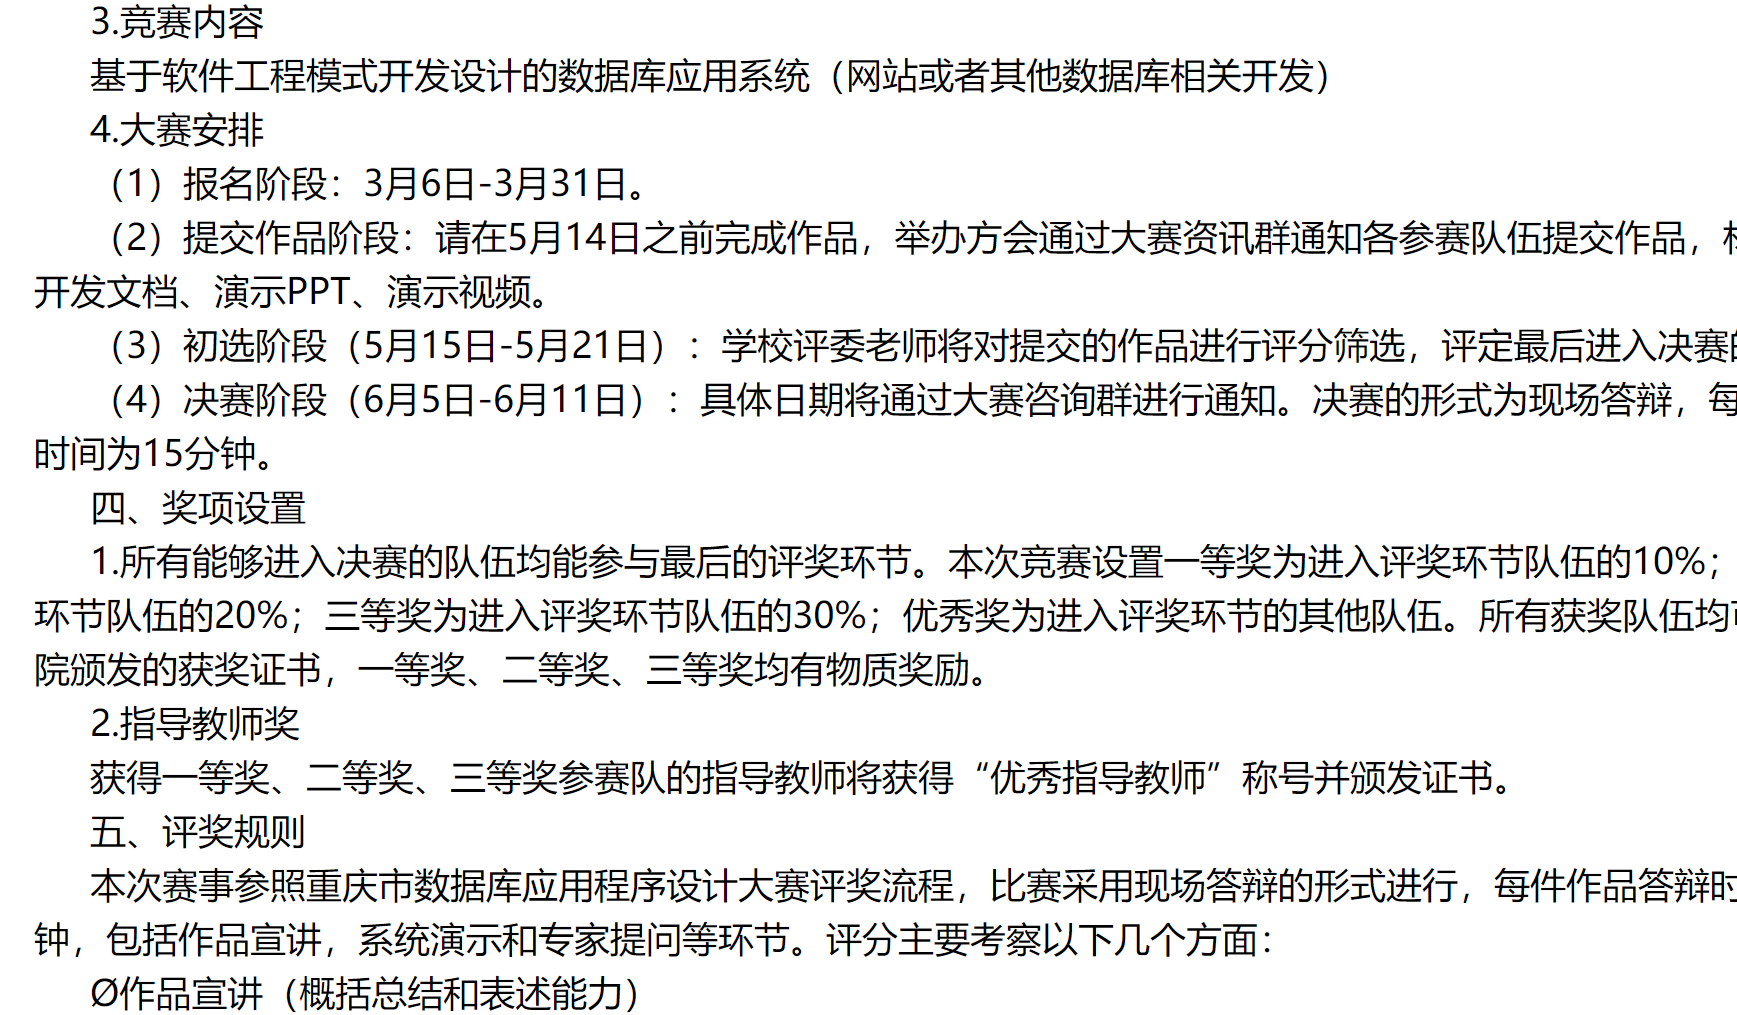 3.竞赛内容
基于软件工程模式开发设计的数据库应用系统（网站或者其他数据库相关开发）
4.大赛安排
（1）报名阶段：3月6日-3月31日。
（2）提交作品阶段：请在5月14日之前完成作品，举办方会通过大赛资讯群通知各参赛队伍提交作品，
开发文档、演示PPT、演示视频。
（3）初选阶段（5月15日-5月21日）：学校评委老师将对提交的作品进行评分筛选，评定最后进入决赛的
（4）决赛阶段（6月5日-6月11日）：具体日期将通过大赛咨询群进行通知。决赛的形式为现场答辩，每
时间为15分钟。
四、奖项设置
1.所有能够进入决赛的队伍均能参与最后的评奖环节。本次竞赛设置一等奖为进入评奖环节队伍的10%；
环节队伍的20%；三等奖为进入评奖环节队伍的30%；优秀奖为进入评奖环节的其他队伍。所有获奖队伍均可
院颁发的获奖证书，一等奖、二等奖、三等奖均有物质奖励。
2.指导教师奖
获得一等奖、二等奖、三等奖参赛队的指导教师将获得“优秀指导教师”称号并颁发证书。
五、评奖规则
本次赛事参照重庆市数据库应用程序设计大赛评奖流程，比赛采用现场答辩的形式进行，每件作品答辩时
钟，包括作品宣讲，系统演示和专家提问等环节。评分主要考察以下几个方面：
Ø作品宣讲（概括总结和表述能力）